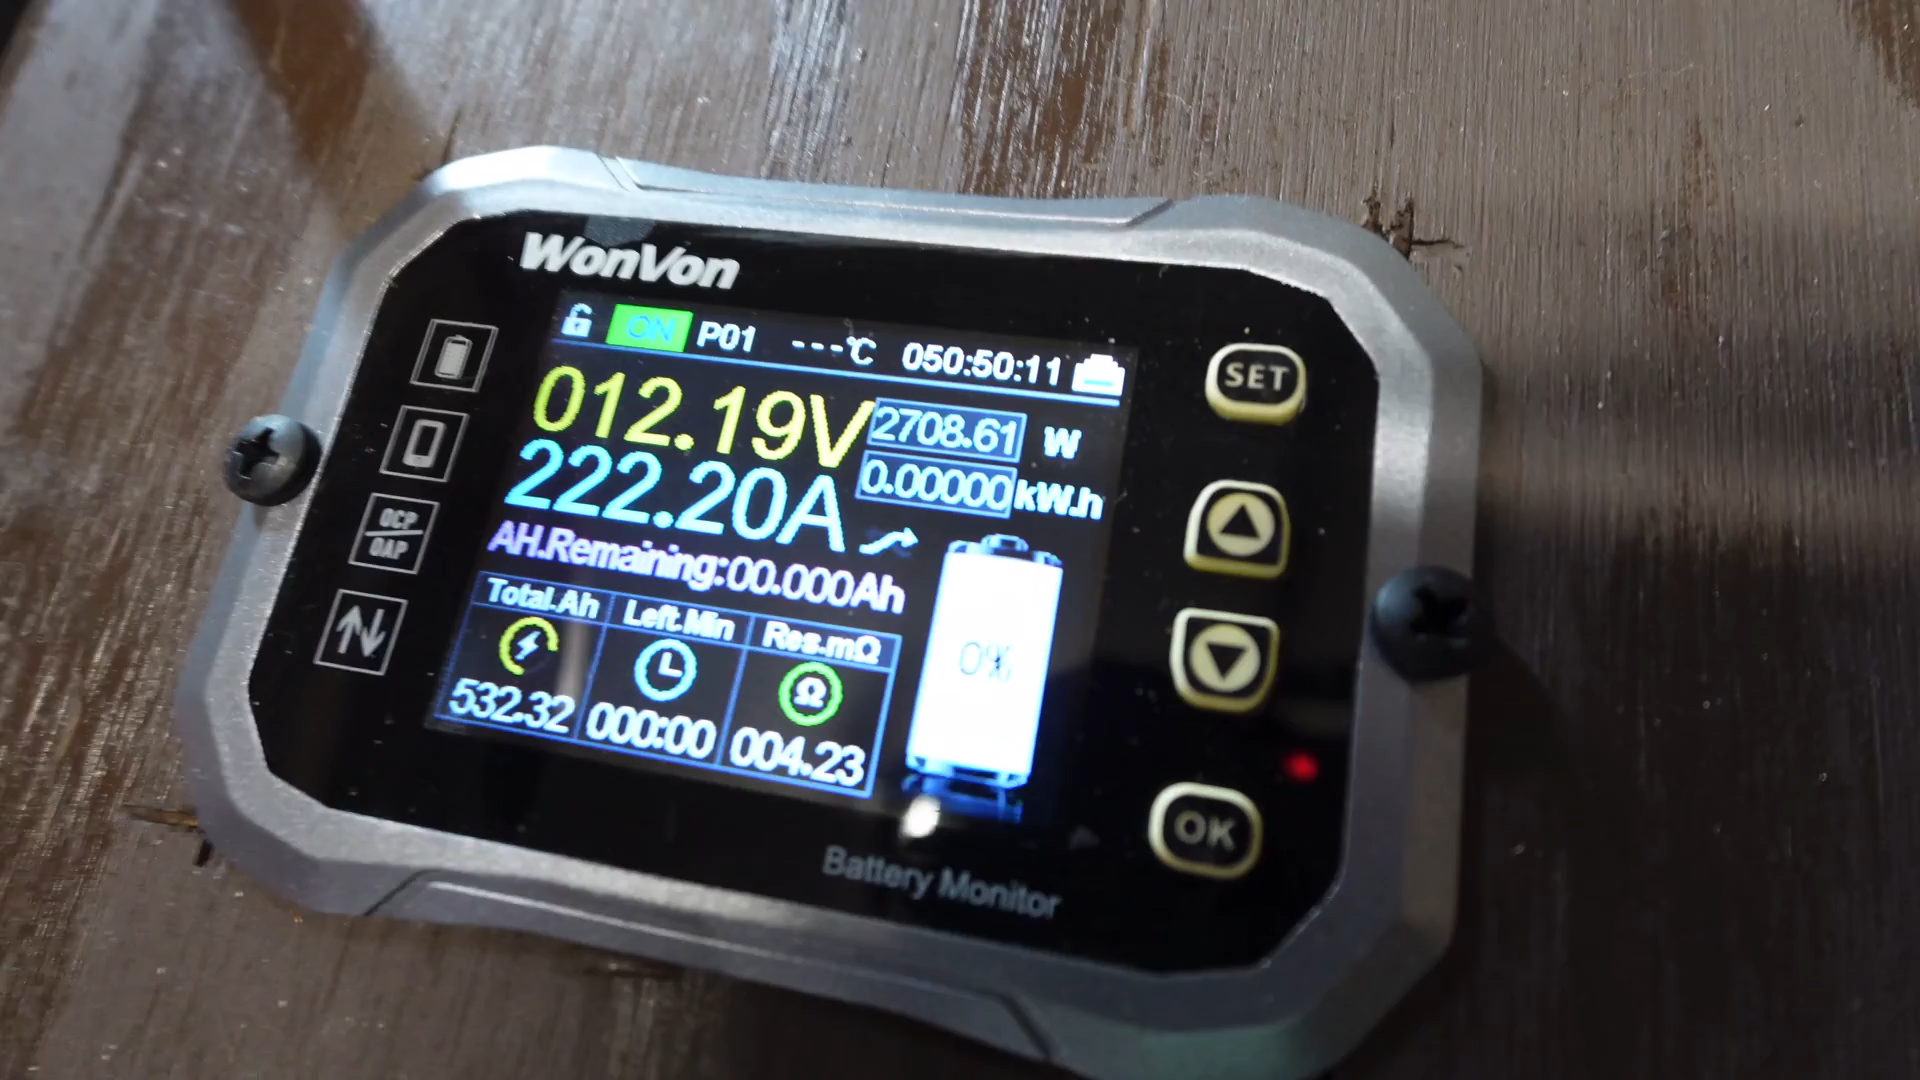 WonVon
ON P01 ---℃ 050:50:11
012.19V 2708.61 W
222.20A 0.00000 kW.h
AH.Remaining:00.000Ah
Total.Ah Left.Min Res.mΩ
Ω
532.32 000:00 004.23
0%
OCP
OAP
SET
OK
Battery Monitor